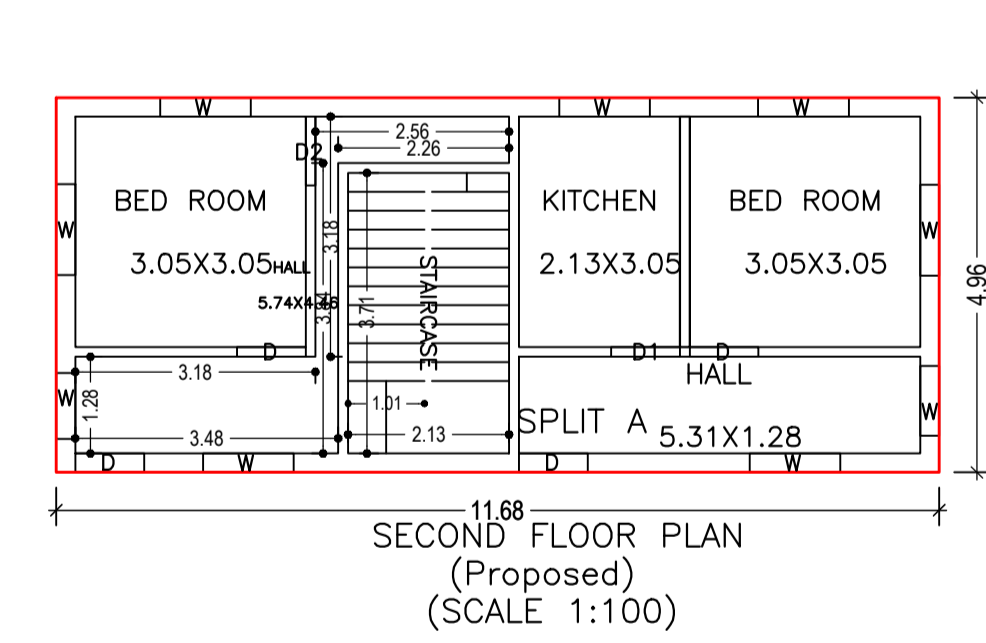 W
W
W
2.56
2.26
D2
BED ROOM
KITCHEN
BED ROOM
W
W
3.18
3.05X3.05
HALL
2.13X3.05
3.05X3.05
STAIRCASE
3.71
D
D1
D
3.18
HALL
W
1.28
1.01
W
SPLIT A
5.31X1.28
3.48
2.13
D
W
D
W
4.96
11.68
SECOND FLOOR PLAN
(Proposed)
(SCALE 1:100)